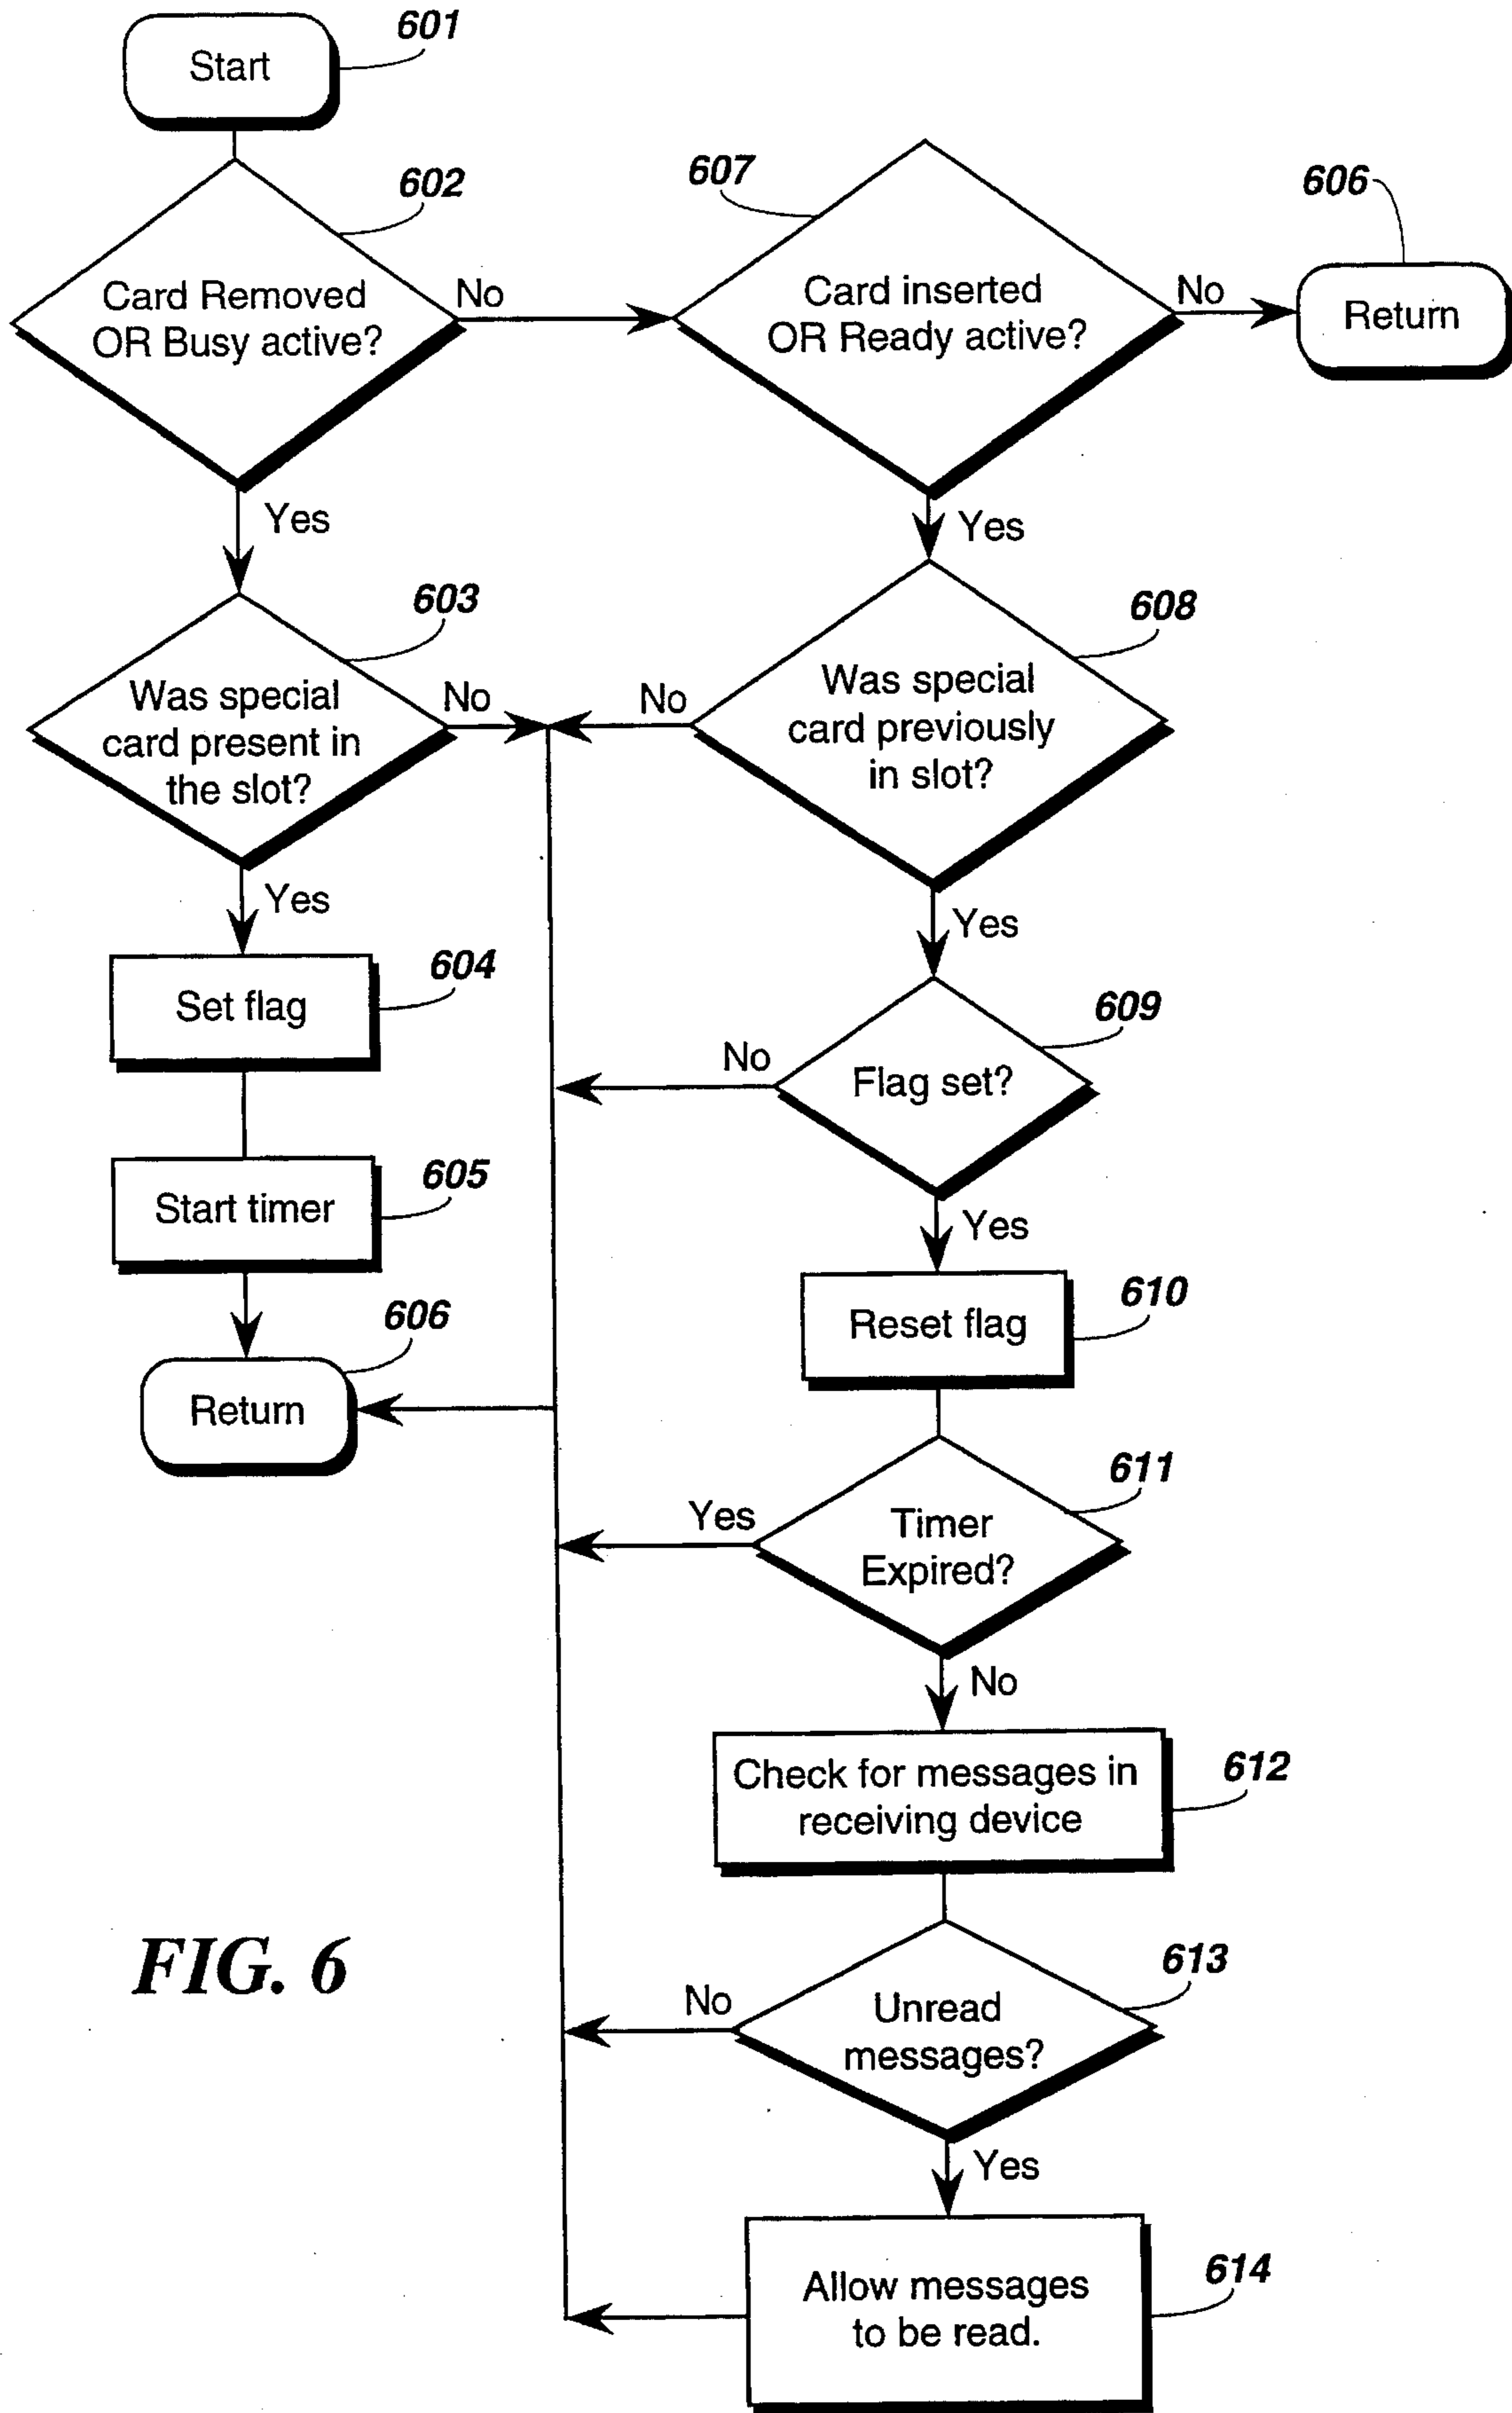 601
Start
602
607
606
Card Removed
OR Busy active?
No
Card inserted
OR Ready active?
No
Return
Yes
Yes
603
608
Was special
card present in
the slot?
No
No
Was special
card previously
in slot?
Yes
Yes
604
Set flag
609
No
Flag set?
605
Start timer
Yes
610
Reset flag
606
Return
611
Yes
Timer
Expired?
No
612
Check for messages in
receiving device
FIG. 6
613
No
Unread
messages?
Yes
614
Allow messages
to be read.